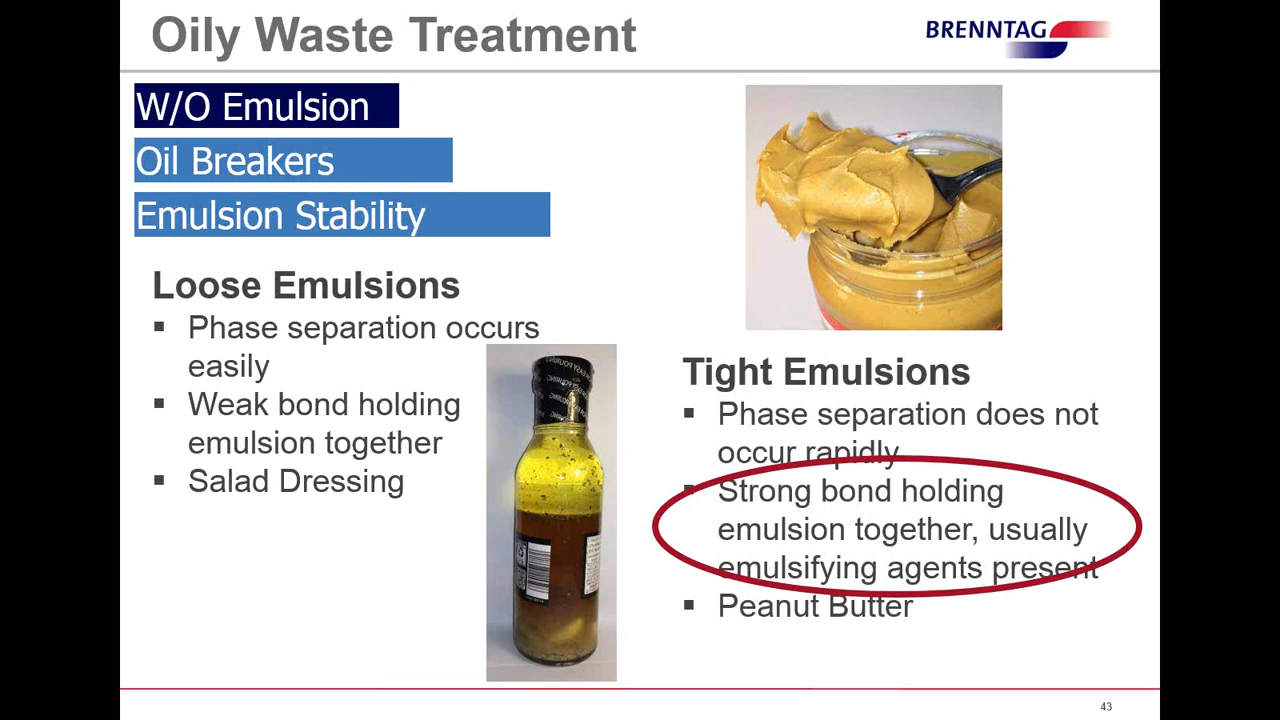 Oily Waste Treatment
BRENNTAG
W/O Emulsion
Oil Breakers
Emulsion Stability
Loose Emulsions
▪ Phase separation occurs
easily
▪ Weak bond holding
emulsion together
▪ Salad Dressing
Tight Emulsions
▪ Phase separation does not
occur rapidly
▪ Strong bond holding
emulsion together, usually
emulsifying agents present
▪ Peanut Butter
43